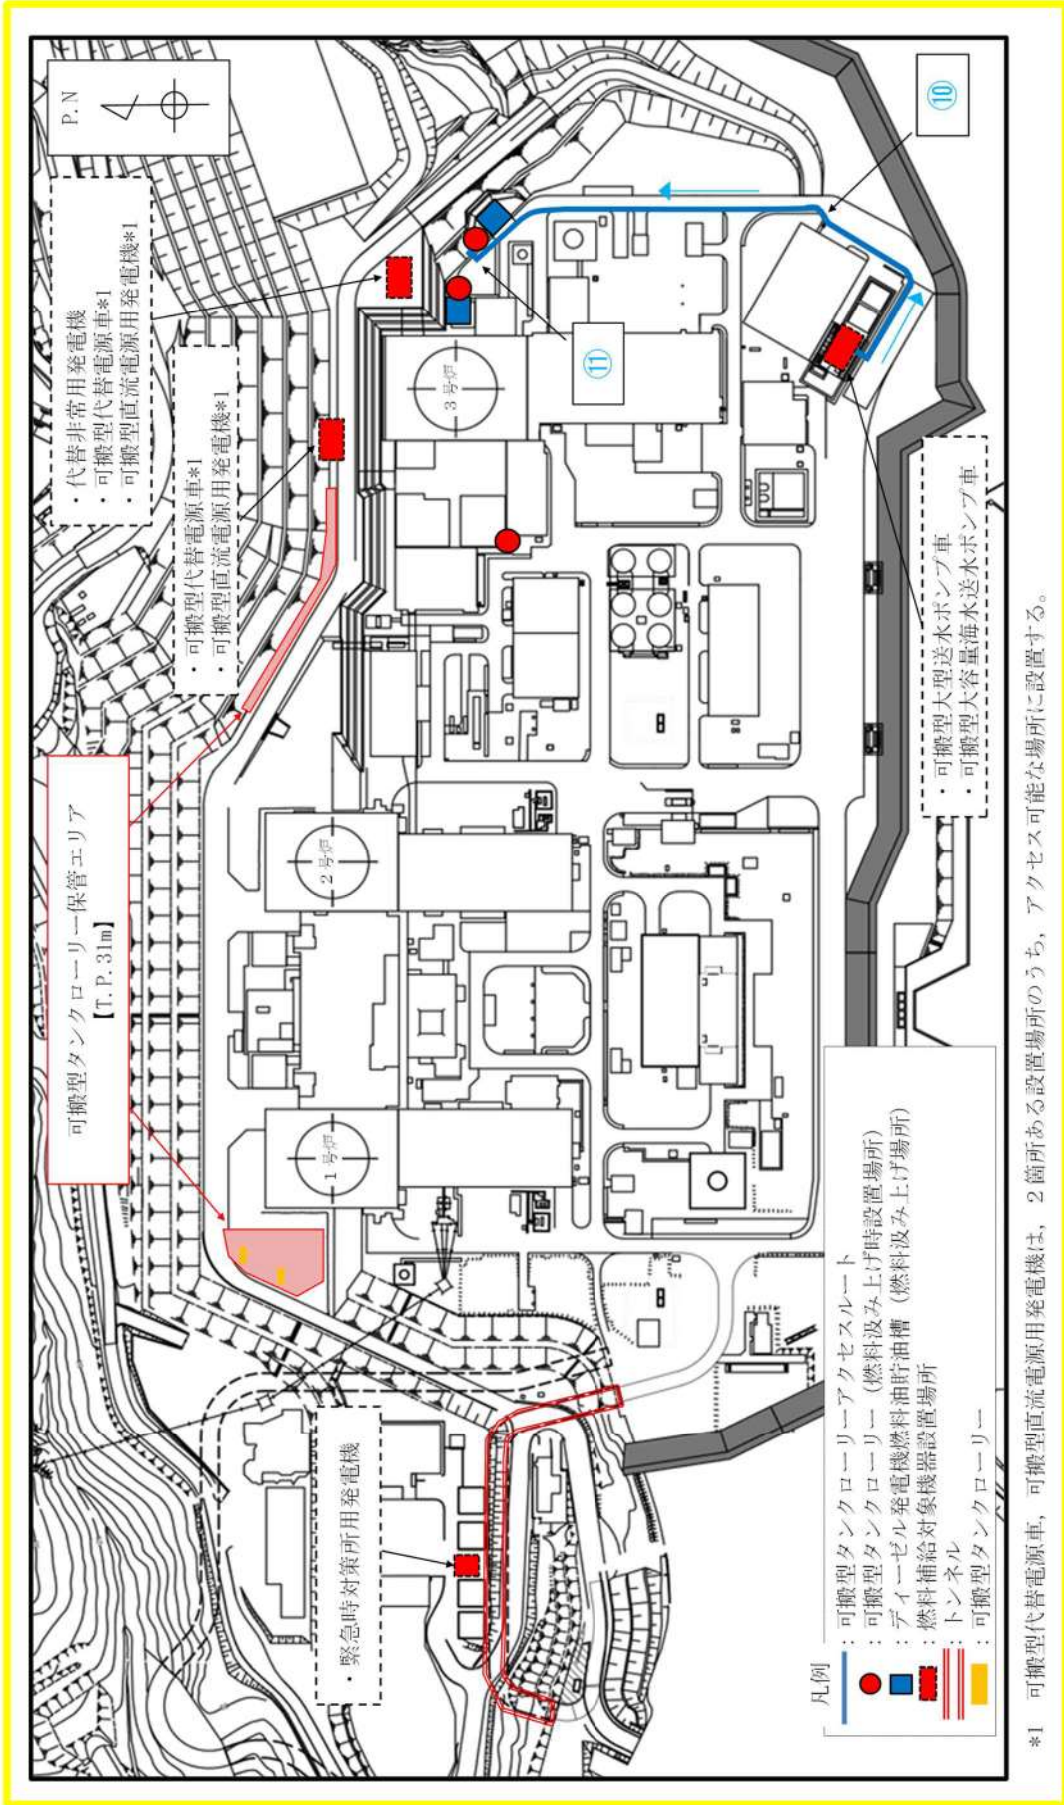 P.N
・代替非常用発電機
・可搬型代替電源車*1
・可搬型直流電源用発電機*1
・可搬型代替電源車*1
・可搬型直流電源用発電機*1
可搬型タンクローリー保管エリア
【T.P.31m】
・緊急時対策所用発電機
1号炉
2号炉
3号炉
⑩
⑪
・可搬型大型送水ポンプ車
・可搬型大容量海水送水ポンプ車
凡例
：可搬型タンクローリーアクセスルート
：可搬型タンクローリー（燃料汲み上げ時設置場所）
：ディーゼル発電機燃料油貯油槽（燃料汲み上げ場所）
：燃料補給対象機器設置場所
：トンネル
：可搬型タンクローリー
*1　可搬型代替電源車，可搬型直流電源用発電機は，2箇所ある設置場所のうち，アクセス可能な場所に設置する。